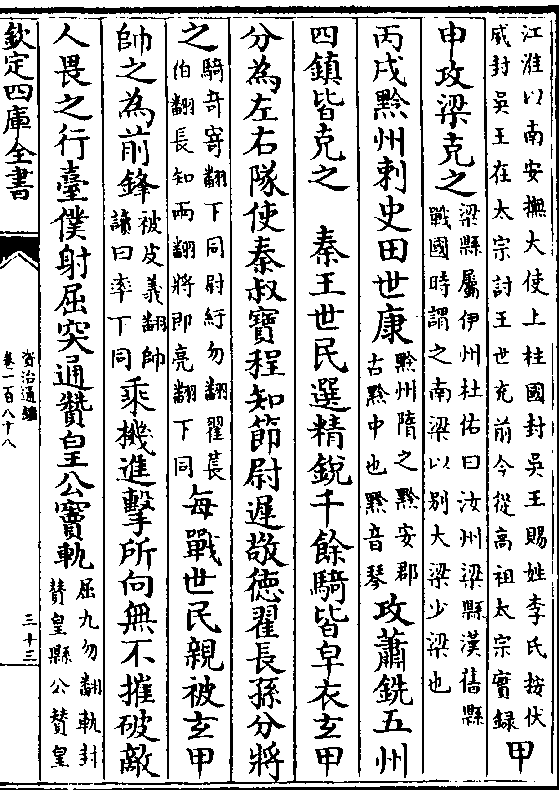 江淮以南安撫大使上柱國封吳王賜姓李氏按伏
威封吳王在太宗討王世充前今從高祖太宗實録
甲
申攻梁克之
梁縣屬伊州杜佑曰汝州梁縣漢舊縣
戰國時謂之南梁以别大梁少梁也
丙戌黔州刺史田世康
黔州隋之黔安郡
古黔中也黔音琴
攻蕭銑五州
四鎮皆克之　秦王世民選精銳千餘騎皆皁衣玄甲
分為左右隊使秦叔寶程知節尉遲敬徳翟長孫分將
之
騎奇寄翻下同尉紆勿翻翟萇
伯翻長知兩翻將即亮翻下同
每戰世民親被玄甲
帥之為前鋒
被皮義翻帥
讀曰率下同
乘機進擊所向無不摧破敵
人畏之行臺僕射屈突通贊皇公竇軌
屈九勿翻軌封
贊皇縣公贊皇
欽定四庫全書
資治通鑑
卷一百八十八
三十三